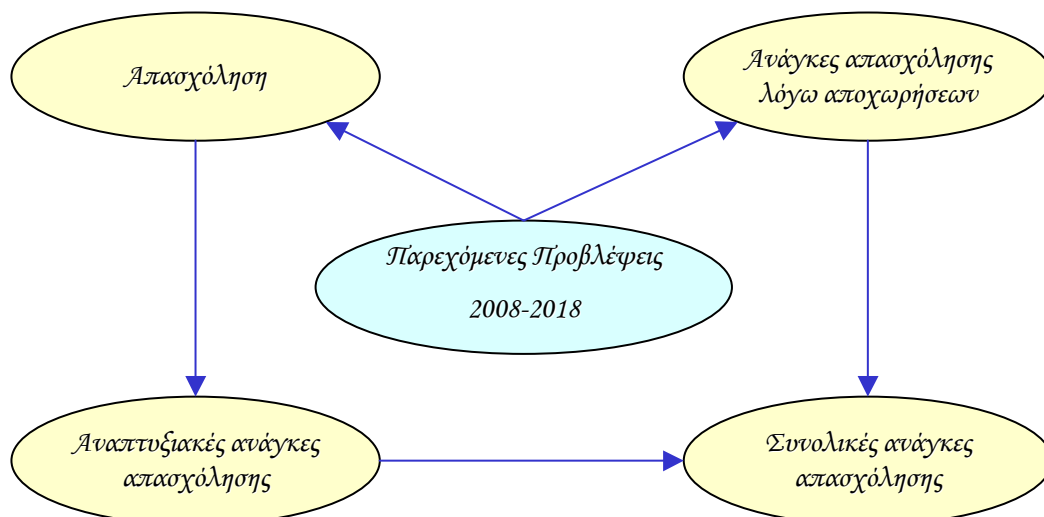 Απασχόληση
Ανάγκες απασχόλησης
λόγω αποχωρήσεων
Παρεχόμενες Προβλέψεις
2008-2018
Αναπτυξιακές ανάγκες
απασχόλησης
Συνολικές ανάγκες
απασχόλησης